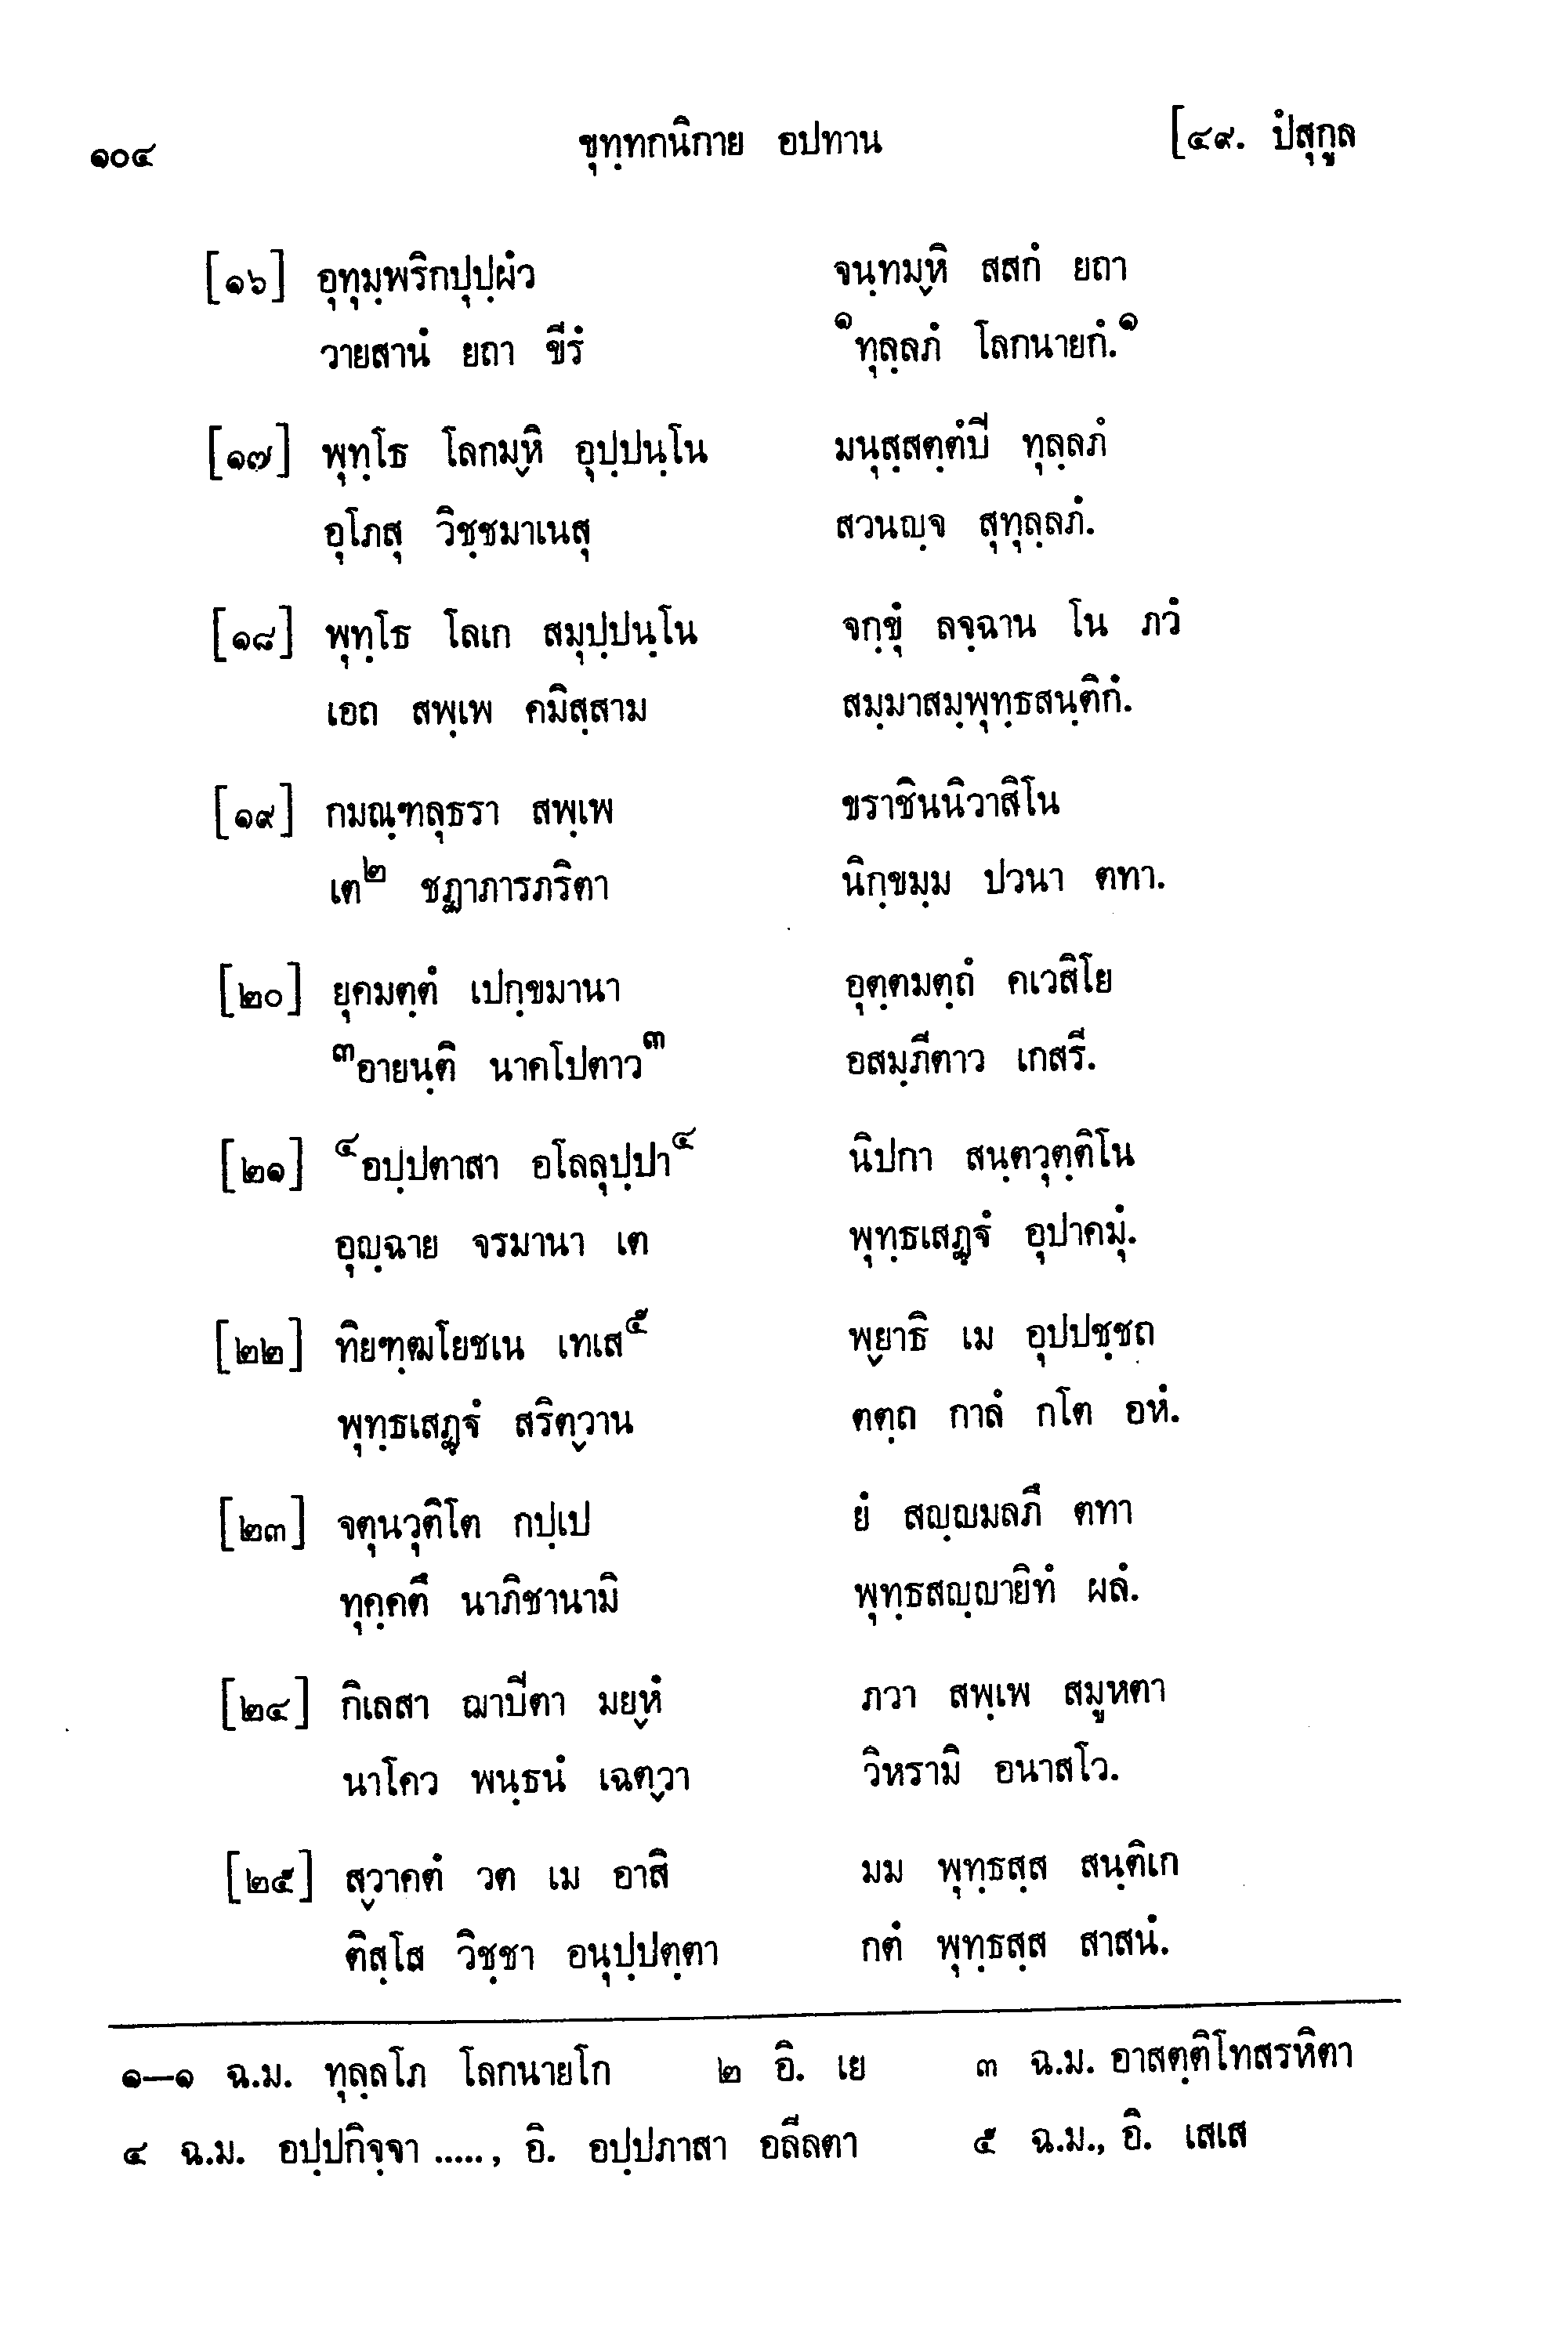 ๑๐๔ ขุทฺทกนิกาย อปทาน [๔๙. ปํสุกูล
[๑๖] อุทุมฺพริกปุปฺผํว จนฺทมฺหิ สสกํ ยถา
วายสานํ ยถา ขีรํ ๑ทุลฺลภํ โลกนายกํ.๑
[๑๗] พุทฺโธ โลกมฺหิ อุปฺปนฺโน มนุสฺสตฺตํปิ ทุลฺลภํ
อุโภสุ วิชฺชมาเนสุ สวนญฺจ สุทุลฺลภํ.
[๑๘] พุทฺโธ โลเก สมุปฺปนฺโน จกฺขุํ ลจฺฉาน โน ภวํ
เอถ สพฺเพ คมิสฺสาม สมฺมาสมฺพุทฺธสนฺติกํ.
[๑๙] กมณฺฑลุธรา สพฺเพ ขราชินนิวาสิโน
เต๒ ชฏาภารภริตา นิกฺขมฺม ปวนา ตทา.
[๒๐] ยุคมตฺตํ เปกฺขมานา อุตฺตมตฺถํ คเวสิโย
๓อายนฺติ นาคโปตาว๓ อสมฺภีตาว เกสรี.
[๒๑] ๔อปฺปตาสา อโลลุปฺปา๔ นิปกา สนฺตวุตฺติโน
อุญฺฉาย จรมานา เต พุทฺธเสฏฺฐํ อุปาคมุํ.
[๒๒] ทิยฑฺฒโยชเน เทเส๕ พฺยาธิ เม อุปปชฺชถ
พุทฺธเสฏฺฐํ สริตฺวาน ตตฺถ กาลํ กโต อหํ.
[๒๓] จตุนวุติโต กปฺเป ยํ สญฺญมลภึ ตทา
ทุคฺคตึ นาภิชานามิ พุทฺธสญฺญายิทํ ผลํ.
[๒๔] กิเลสา ฌาปิตา มยฺหํ ภวา สพฺเพ สมูหตา
นาโคว พนฺธนํ เฉตฺวา วิหรามิ อนาสโว.
[๒๕] สฺวาคตํ วต เม อาสิ มม พุทฺธสฺส สนฺติเก
ติสฺโส วิชฺชา อนุปฺปตฺตา กตํ พุทฺธสฺส สาสนํ.
๑—๑ ฉ.ม. ทุลฺลโภ โลกนายโก ๒ อิ. เย ๓ ฉ.ม. อาสตฺติโทสรหิตา
๔ ฉ.ม. อปฺปกิจฺจา ....., อิ. อปฺปภาสา อลีลตา ๕ ฉ.ม., อิ. เสเส